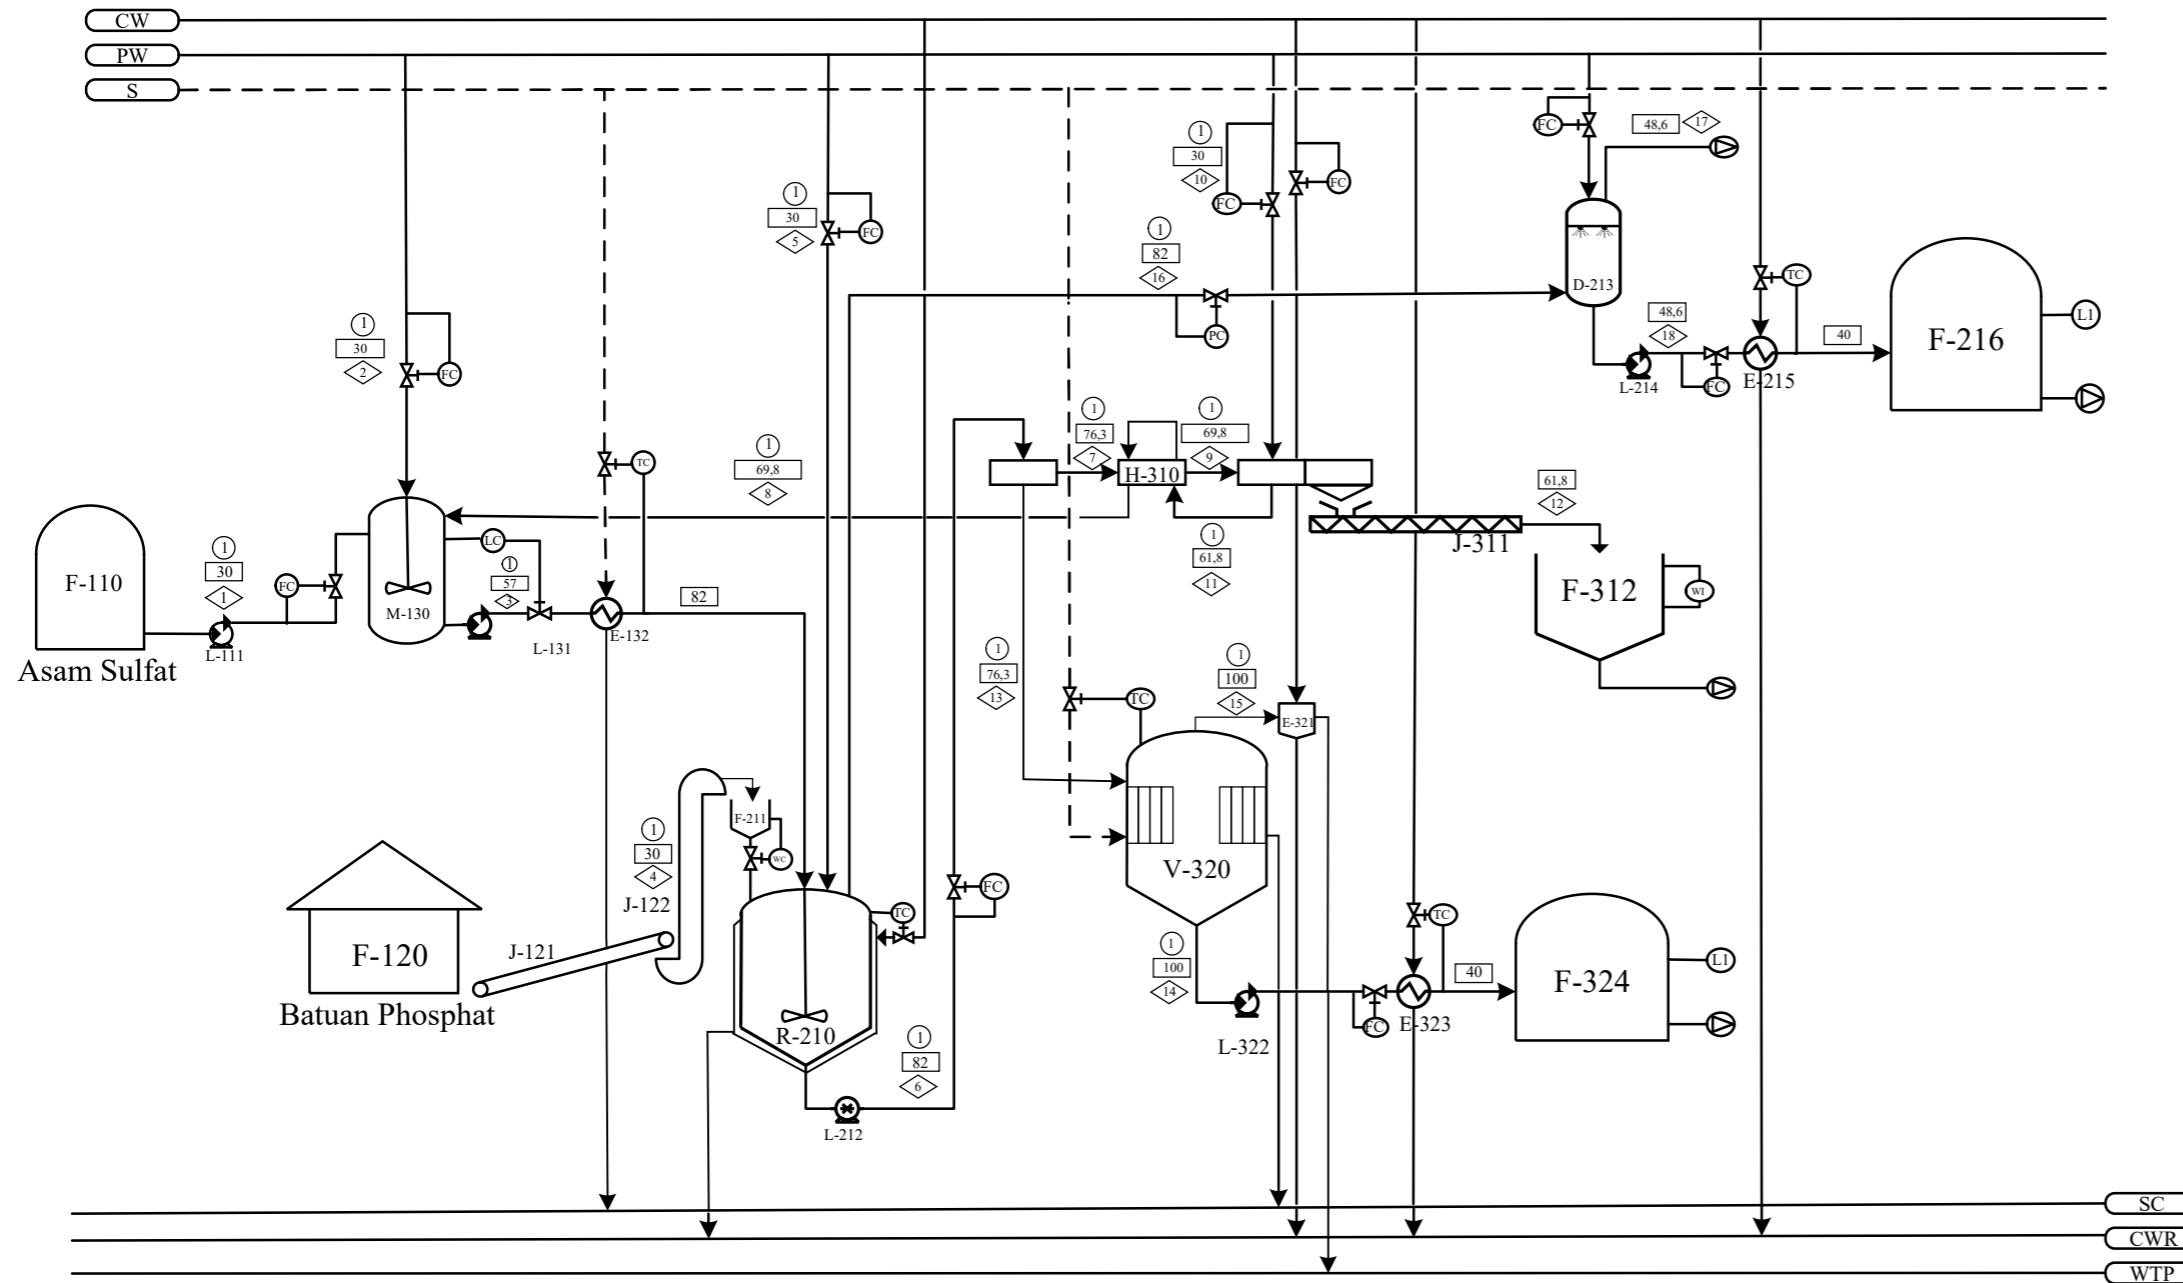 CW
PW
S
FC
48,6
17
1
30
10
FC
FC
1
30
5
FC
1
82
16
PC
D-213
TC
48,6
18
L-214
FC
E-215
40
F-216
L1
1
30
2
FC
1
76,3
7
H-310
1
69,8
9
1
69,8
8
TC
61,8
12
J-311
1
61,8
11
F-312
WI
F-110
Asam Sulfat
1
30
1
L-111
FC
M-130
LC
1
57
3
L-131
E-132
82
1
76,3
13
TC
1
100
15
E-321
V-320
F-211
WC
1
30
4
J-122
J-121
F-120
Batuan Phosphat
TC
FC
R-210
1
82
6
L-212
1
100
14
L-322
FC
TC
E-323
40
F-324
L1
SC
CWR
WTP